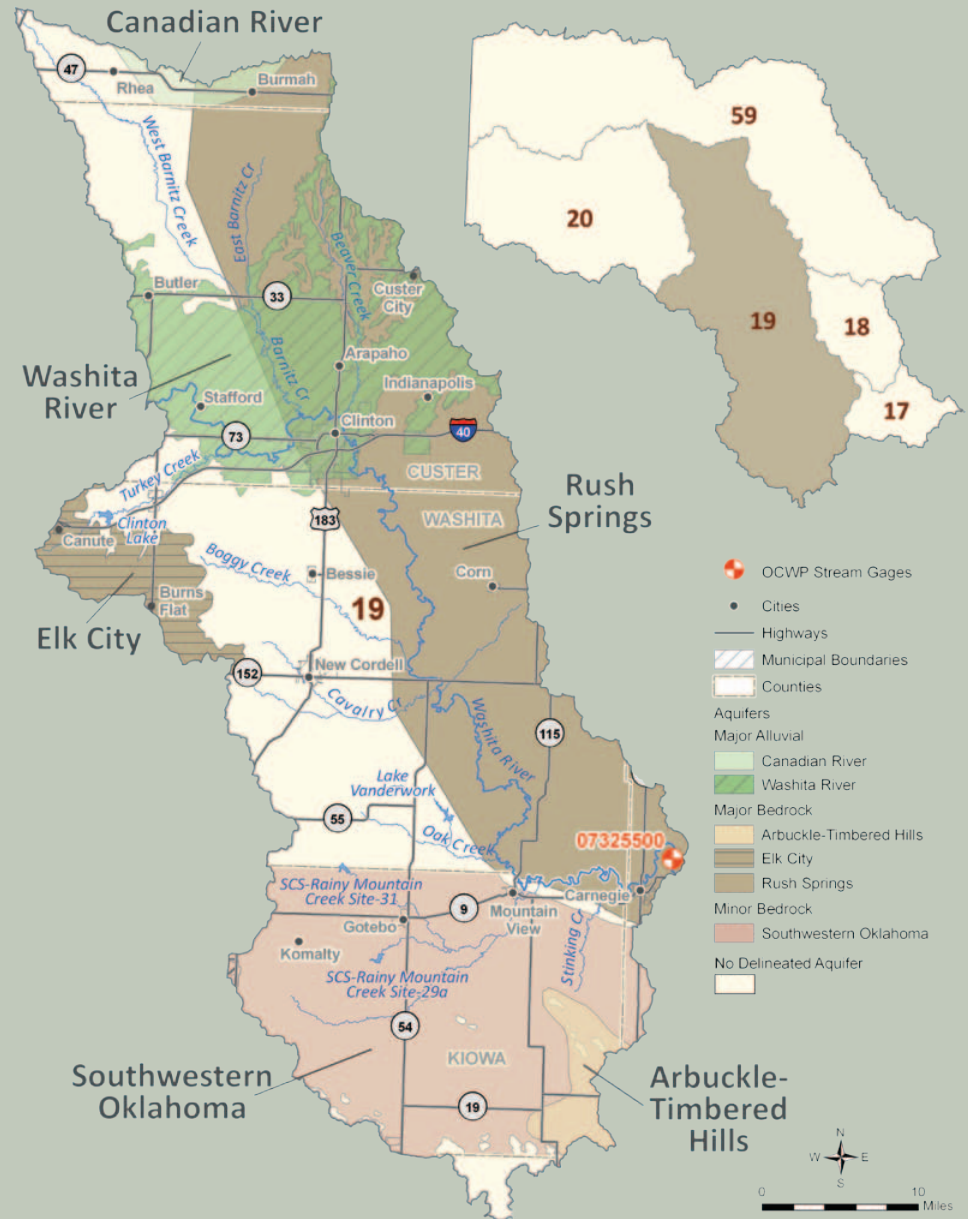 Canadian River
47
Rhea
Burmah
West Barnitz Creek
East Barnitz Cr
Beaver Creek
Butler
33
Custer
City
Barnitz Cr
Arapaho
Washita
River
Stafford
Indianapolis
73
Clinton
40
Turkey Creek
CUSTER
Rush
Springs
WASHITA
183
Clinton
Lake
Canute
Boggy Creek
Bessie
Corn
19
Burns
Flat
Elk City
152
New Cordell
Cavalry Cr
Washita River
115
Lake
Vanderwork
55
Oak Creek
07325500
SCS-Rainy Mountain
Creek Site-31
9
Mountain
View
Carnegie
Gotebo
Komalty
Stinking Cr
SCS-Rainy Mountain
Creek Site-29a
54
KIOWA
Southwestern
Oklahoma
19
Arbuckle-
Timbered
Hills
59
20
19
18
17
OCWP Stream Gages
Cities
Highways
Municipal Boundaries
Counties
Aquifers
Major Alluvial
Canadian River
Washita River
Major Bedrock
Arbuckle-Timbered Hills
Elk City
Rush Springs
Minor Bedrock
Southwestern Oklahoma
No Delineated Aquifer
N
W E
S
0 10
Miles